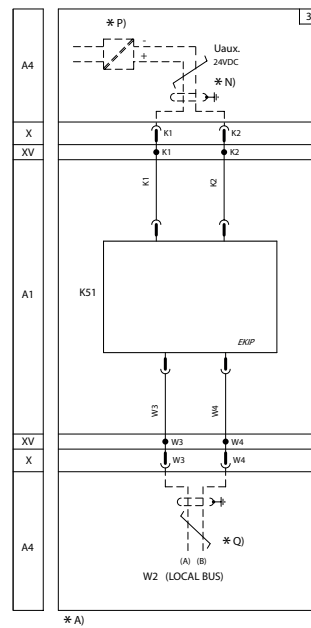 3
* P)
-
+
Uaux.
24VDC
* N)
A4
X
K1
K2
XV
K1
K2
K1
K2
A1
K51
EKIP
W3
W4
XV
W3
W4
X
W3
W4
A4
* Q)
(A) (B)
W2 (LOCAL BUS)
* A)